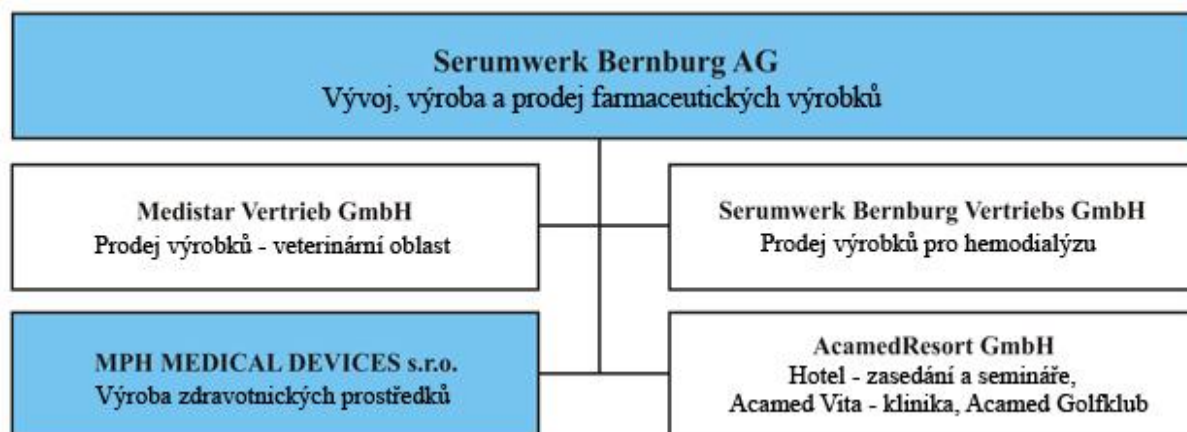 Serumwerk Bernburg AG
Vývoj, výroba a prodej farmaceutických výrobků
Medistar Vertrieb GmbH
Prodej výrobků - veterinární oblast
Serumwerk Bernburg Vertriebs GmbH
Prodej výrobků pro hemodialýzu
MPH MEDICAL DEVICES s.r.o.
Výroba zdravotnických prostředků
AcamedResort GmbH
Hotel - zasedání a semináře,
Acamed Vita - klinika, Acamed Golfklub